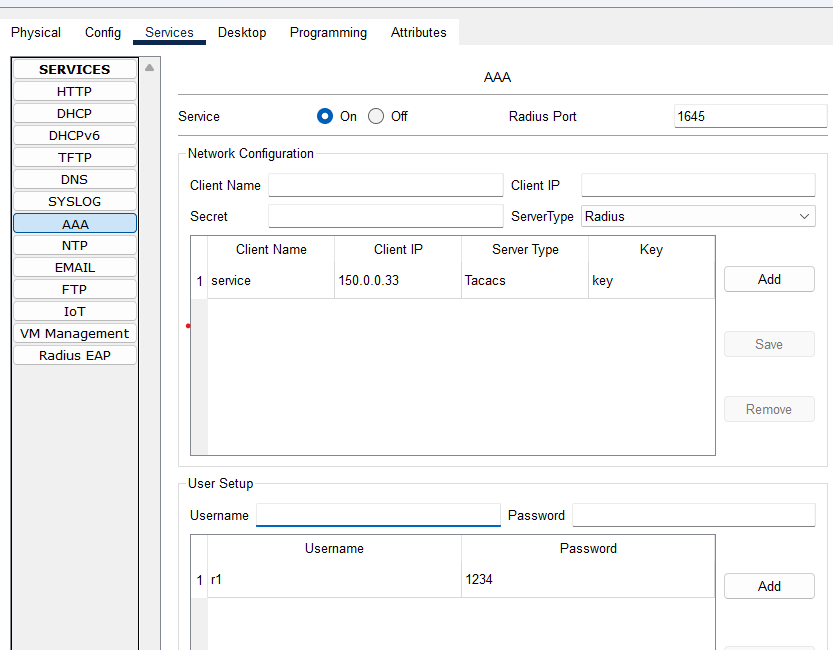 Physical Config Services Desktop Programming Attributes
SERVICES
HTTP
DHCP
DHCPv6
TFTP
DNS
SYSLOG
AAA
NTP
EMAIL
FTP
IoT
VM Management
Radius EAP
AAA
Service On Off Radius Port 1645
Network Configuration
Client Name Client IP
Secret ServerType Radius
Client Name Client IP Server Type Key
1 service 150.0.0.33 Tacacs key
Add
Save
Remove
User Setup
Username Password
Username Password
1 r1 1234
Add